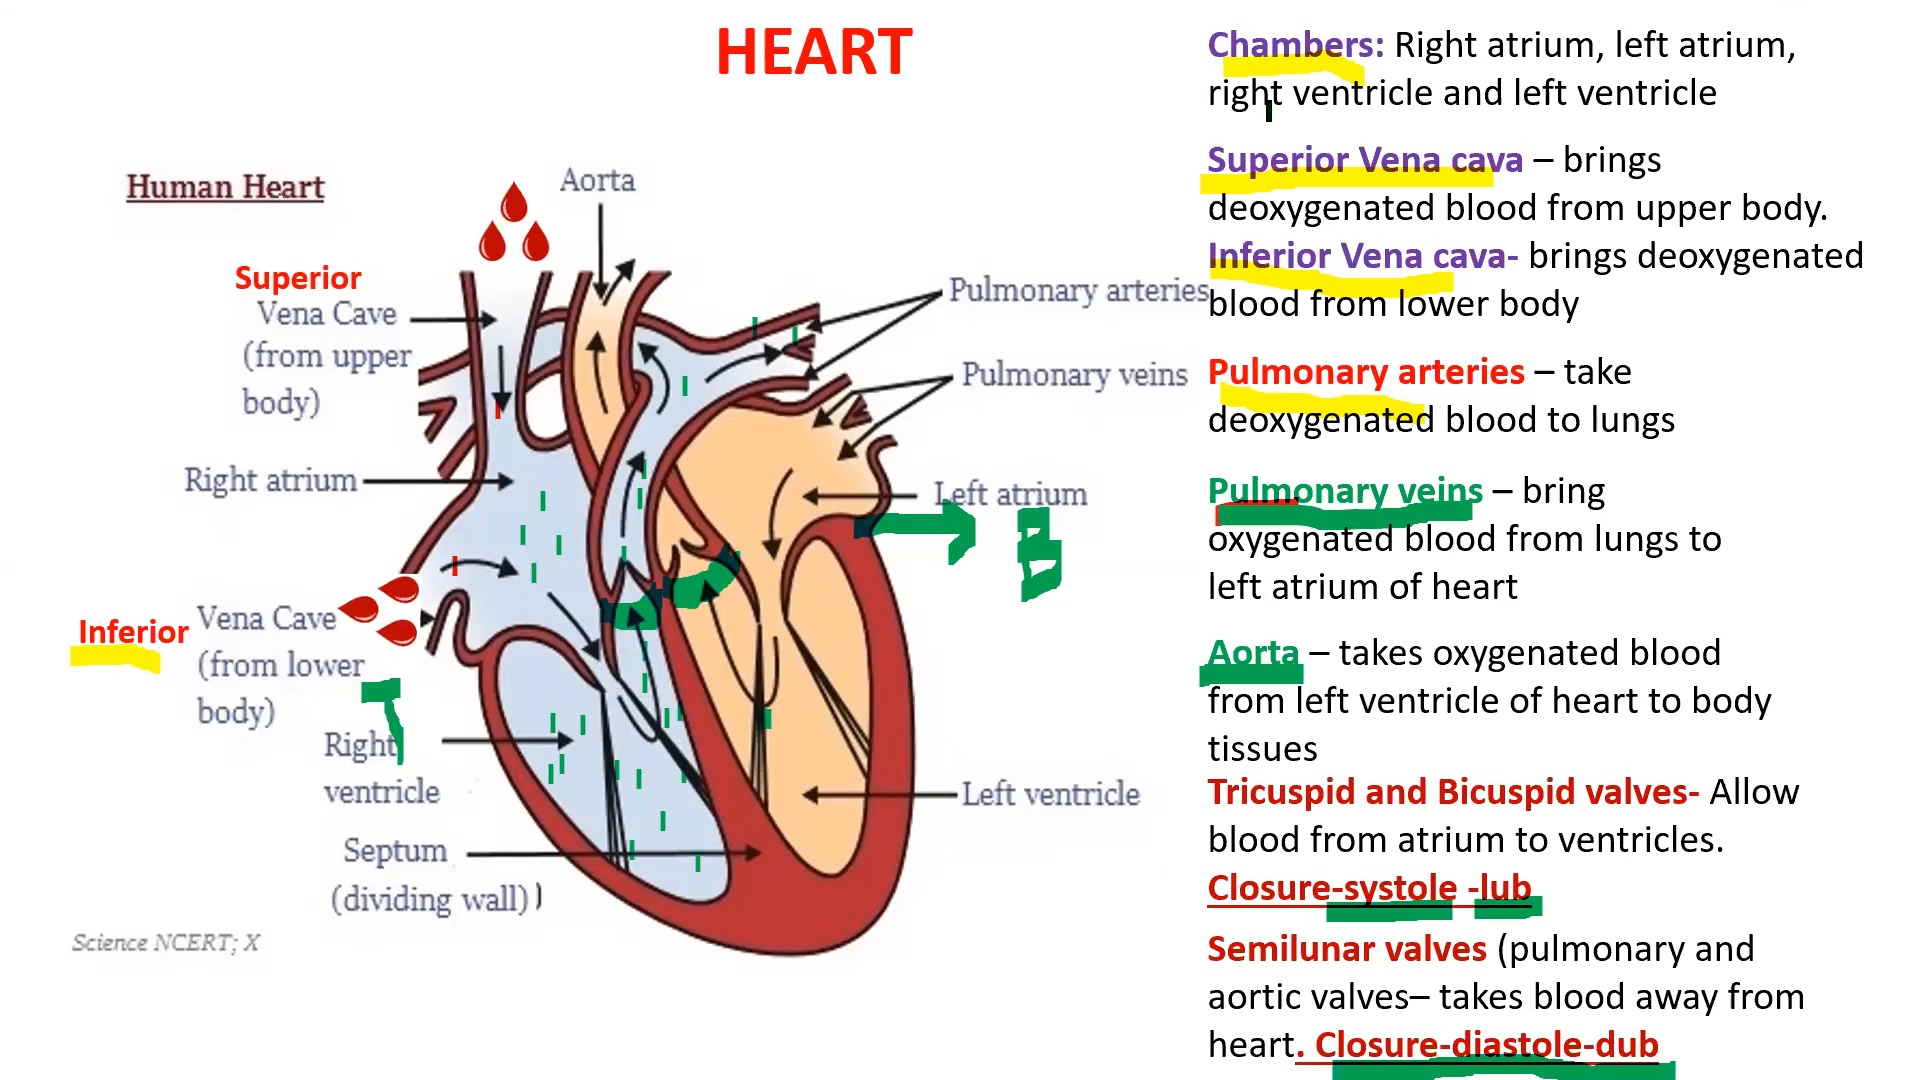 HEART
Human Heart
Aorta
Superior
Vena Cave
(from upper
body)
Pulmonary arteries
Pulmonary veins
Right atrium
Left atrium
B
Inferior
Vena Cave
(from lower
body)
T
Right
ventricle
Left ventricle
Septum
(dividing wall))
Science NCERT; X
Chambers: Right atrium, left atrium,
right ventricle and left ventricle
Superior Vena cava – brings
deoxygenated blood from upper body.
Inferior Vena cava- brings deoxygenated
blood from lower body
Pulmonary arteries – take
deoxygenated blood to lungs
Pulmonary veins – bring
oxygenated blood from lungs to
left atrium of heart
Aorta – takes oxygenated blood
from left ventricle of heart to body
tissues
Tricuspid and Bicuspid valves- Allow
blood from atrium to ventricles.
Closure-systole -lub
Semilunar valves (pulmonary and
aortic valves– takes blood away from
heart. Closure-diastole-dub